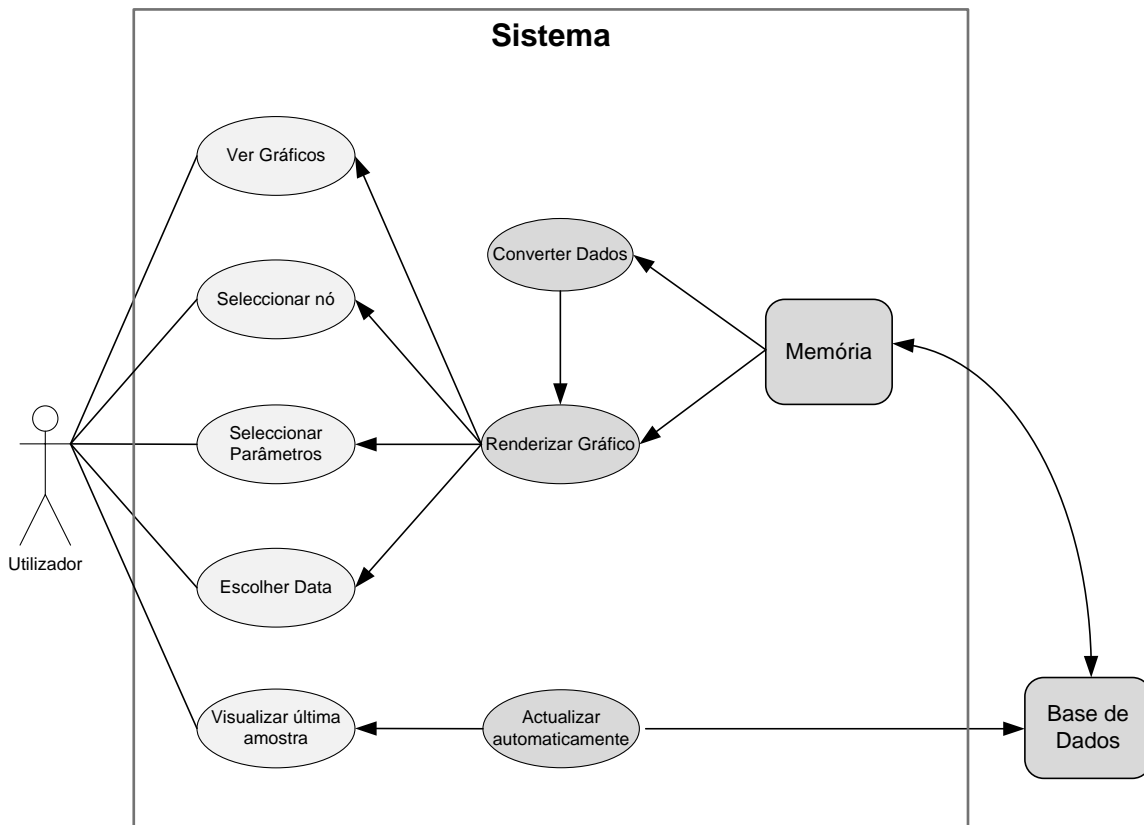 Sistema
Ver Gráficos
Converter Dados
Seleccionar nó
Memória
Seleccionar
Parâmetros
Renderizar Gráfico
Utilizador
Escolher Data
Visualizar última
amostra
Actualizar
automaticamente
Base de
Dados